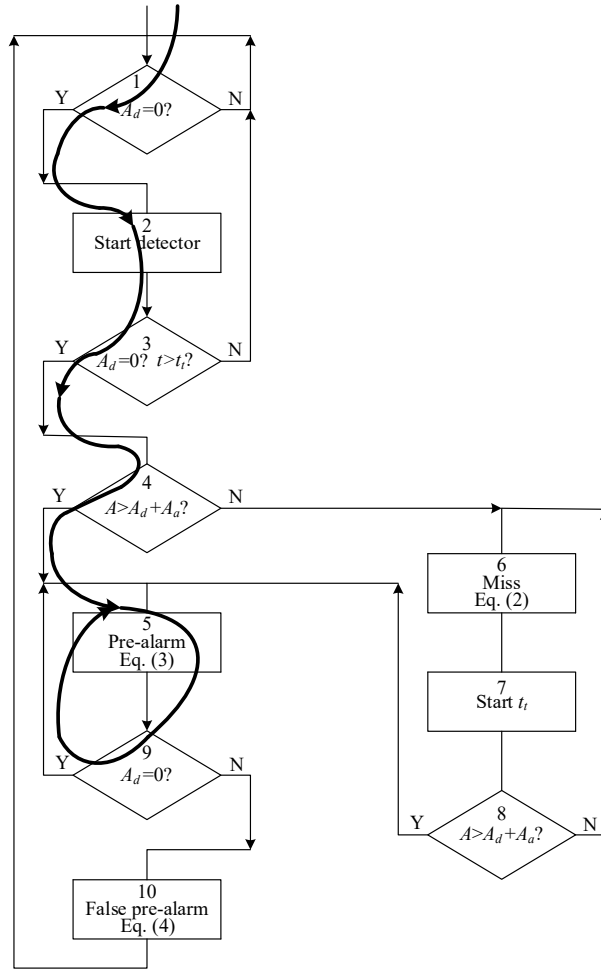 1
Y
N
A_d=0?
2
Start detector
3
Y
N
A_d=0? t>t_t?
4
Y
N
A>A_d+A_a?
6
Miss
Eq. (2)
5
Pre-alarm
Eq. (3)
7
Start t_t
9
Y
N
A_d=0?
8
Y
N
A>A_d+A_a?
10
False pre-alarm
Eq. (4)